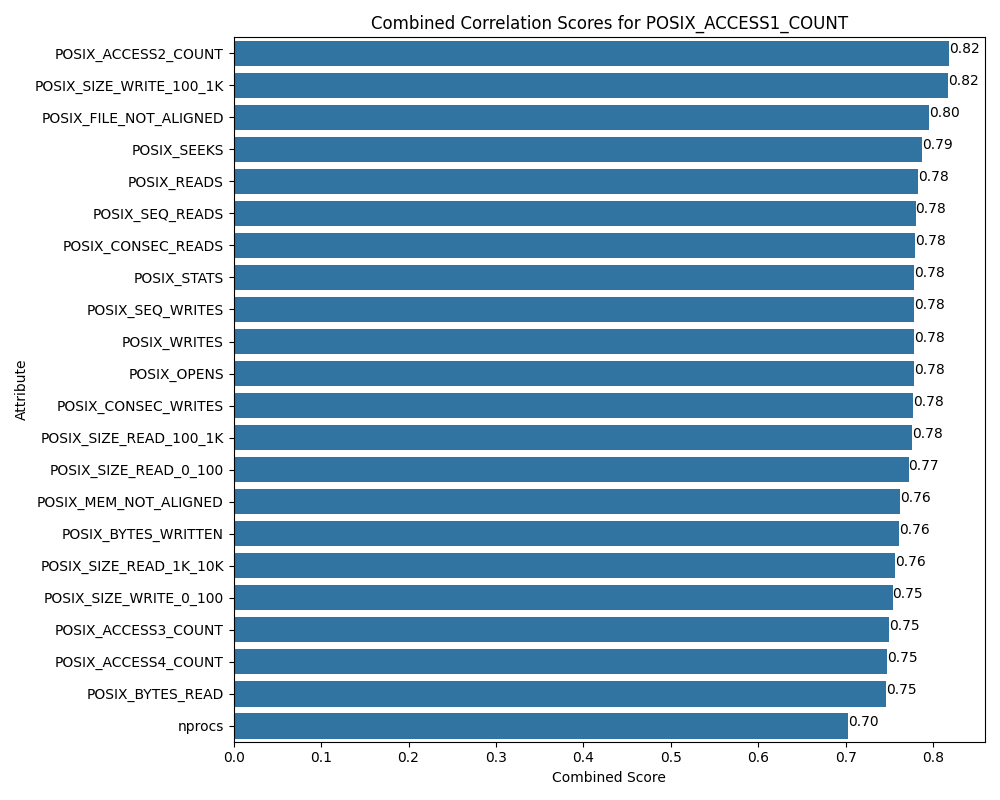 Combined Correlation Scores for POSIX_ACCESS1_COUNT
POSIX_ACCESS2_COUNT 0.82
POSIX_SIZE_WRITE_100_1K 0.82
POSIX_FILE_NOT_ALIGNED 0.80
POSIX_SEEKS 0.79
POSIX_READS 0.78
POSIX_SEQ_READS 0.78
POSIX_CONSEC_READS 0.78
POSIX_STATS 0.78
POSIX_SEQ_WRITES 0.78
POSIX_WRITES 0.78
POSIX_OPENS 0.78
POSIX_CONSEC_WRITES 0.78
POSIX_SIZE_READ_100_1K 0.78
POSIX_SIZE_READ_0_100 0.77
POSIX_MEM_NOT_ALIGNED 0.76
POSIX_BYTES_WRITTEN 0.76
POSIX_SIZE_READ_1K_10K 0.76
POSIX_SIZE_WRITE_0_100 0.75
POSIX_ACCESS3_COUNT 0.75
POSIX_ACCESS4_COUNT 0.75
POSIX_BYTES_READ 0.75
nprocs 0.70
Attribute
0.0 0.1 0.2 0.3 0.4 0.5 0.6 0.7 0.8
Combined Score